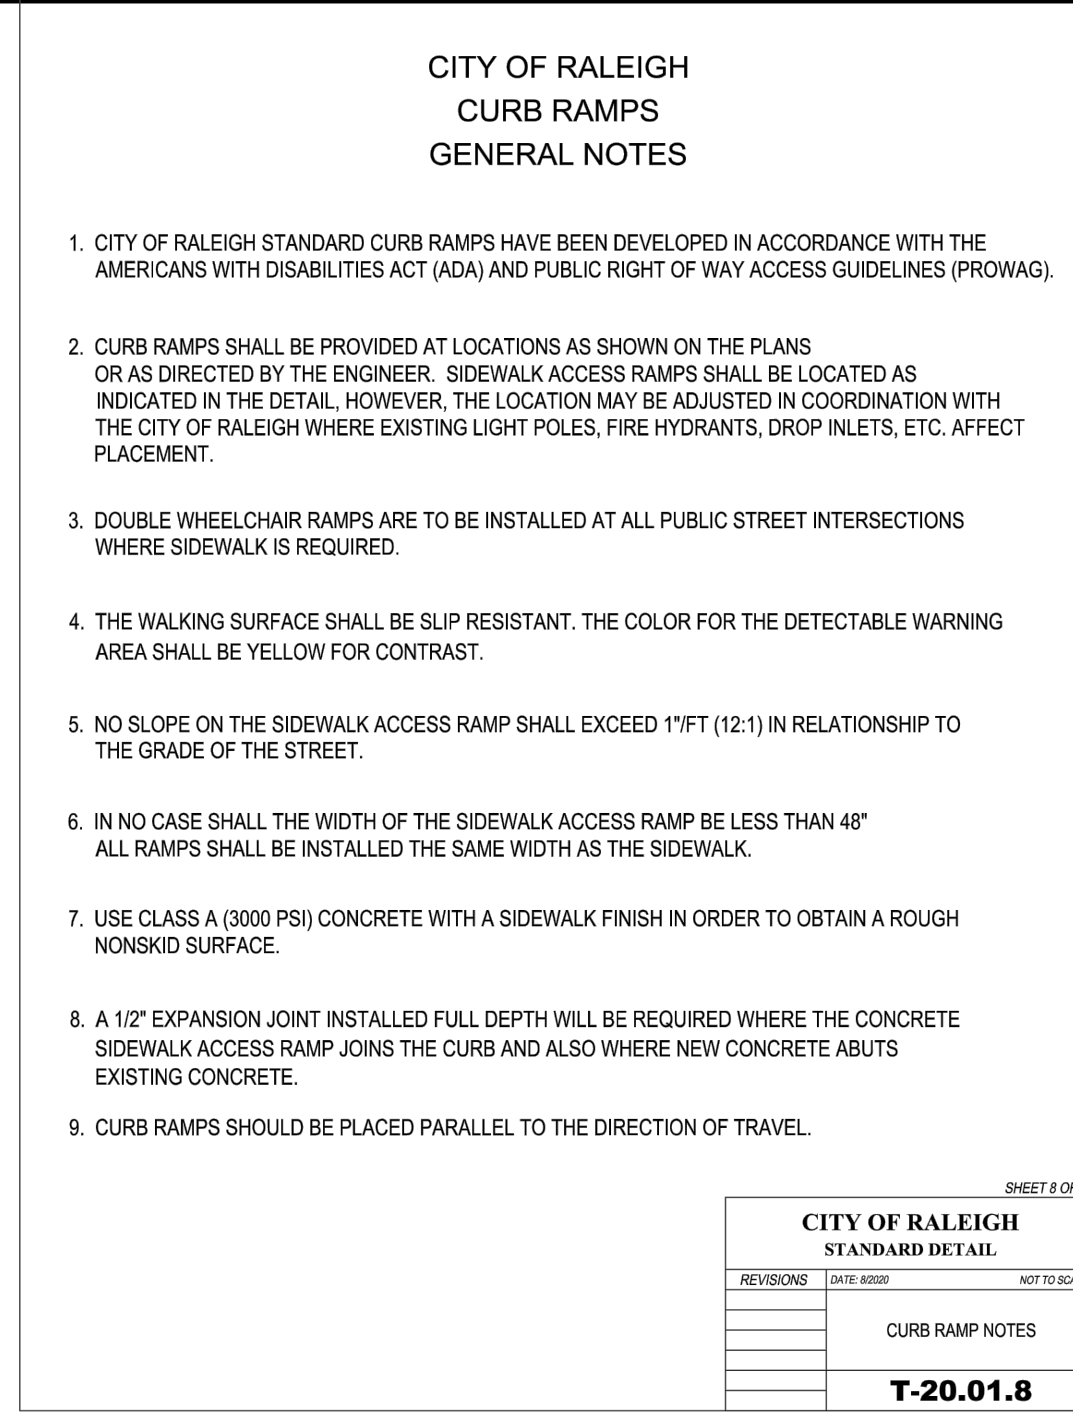 CITY OF RALEIGH
CURB RAMPS
GENERAL NOTES
1. CITY OF RALEIGH STANDARD CURB RAMPS HAVE BEEN DEVELOPED IN ACCORDANCE WITH THE
AMERICANS WITH DISABILITIES ACT (ADA) AND PUBLIC RIGHT OF WAY ACCESS GUIDELINES (PROWAG).
2. CURB RAMPS SHALL BE PROVIDED AT LOCATIONS AS SHOWN ON THE PLANS
OR AS DIRECTED BY THE ENGINEER. SIDEWALK ACCESS RAMPS SHALL BE LOCATED AS
INDICATED IN THE DETAIL, HOWEVER, THE LOCATION MAY BE ADJUSTED IN COORDINATION WITH
THE CITY OF RALEIGH WHERE EXISTING LIGHT POLES, FIRE HYDRANTS, DROP INLETS, ETC. AFFECT
PLACEMENT.
3. DOUBLE WHEELCHAIR RAMPS ARE TO BE INSTALLED AT ALL PUBLIC STREET INTERSECTIONS
WHERE SIDEWALK IS REQUIRED.
4. THE WALKING SURFACE SHALL BE SLIP RESISTANT. THE COLOR FOR THE DETECTABLE WARNING
AREA SHALL BE YELLOW FOR CONTRAST.
5. NO SLOPE ON THE SIDEWALK ACCESS RAMP SHALL EXCEED 1"/FT (12:1) IN RELATIONSHIP TO
THE GRADE OF THE STREET.
6. IN NO CASE SHALL THE WIDTH OF THE SIDEWALK ACCESS RAMP BE LESS THAN 48"
ALL RAMPS SHALL BE INSTALLED THE SAME WIDTH AS THE SIDEWALK.
7. USE CLASS A (3000 PSI) CONCRETE WITH A SIDEWALK FINISH IN ORDER TO OBTAIN A ROUGH
NONSKID SURFACE.
8. A 1/2" EXPANSION JOINT INSTALLED FULL DEPTH WILL BE REQUIRED WHERE THE CONCRETE
SIDEWALK ACCESS RAMP JOINS THE CURB AND ALSO WHERE NEW CONCRETE ABUTS
EXISTING CONCRETE.
9. CURB RAMPS SHOULD BE PLACED PARALLEL TO THE DIRECTION OF TRAVEL.
SHEET 8 OF
CITY OF RALEIGH
STANDARD DETAIL
REVISIONS
DATE: 8/2020
NOT TO
CURB RAMP NOTES
T-20.01.8